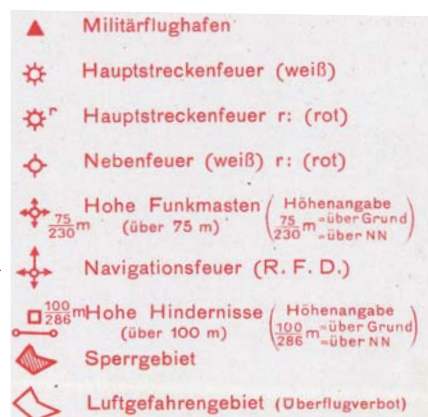 Militärflughafen
Hauptstreckenfeuer (weiß)
r Hauptstreckenfeuer r: (rot)
Nebenfeuer (weiß) r: (rot)
75/230 m Hohe Funkmasten (über 75 m) (Höhenangabe 75/230 m =über Grund =über NN)
Navigationsfeuer (R. F. D.)
100/286 m Hohe Hindernisse (über 100 m) (Höhenangabe 100/286 m =über Grund =über NN)
Sperrgebiet
Luftgefahrengebiet (Überflugverbot)